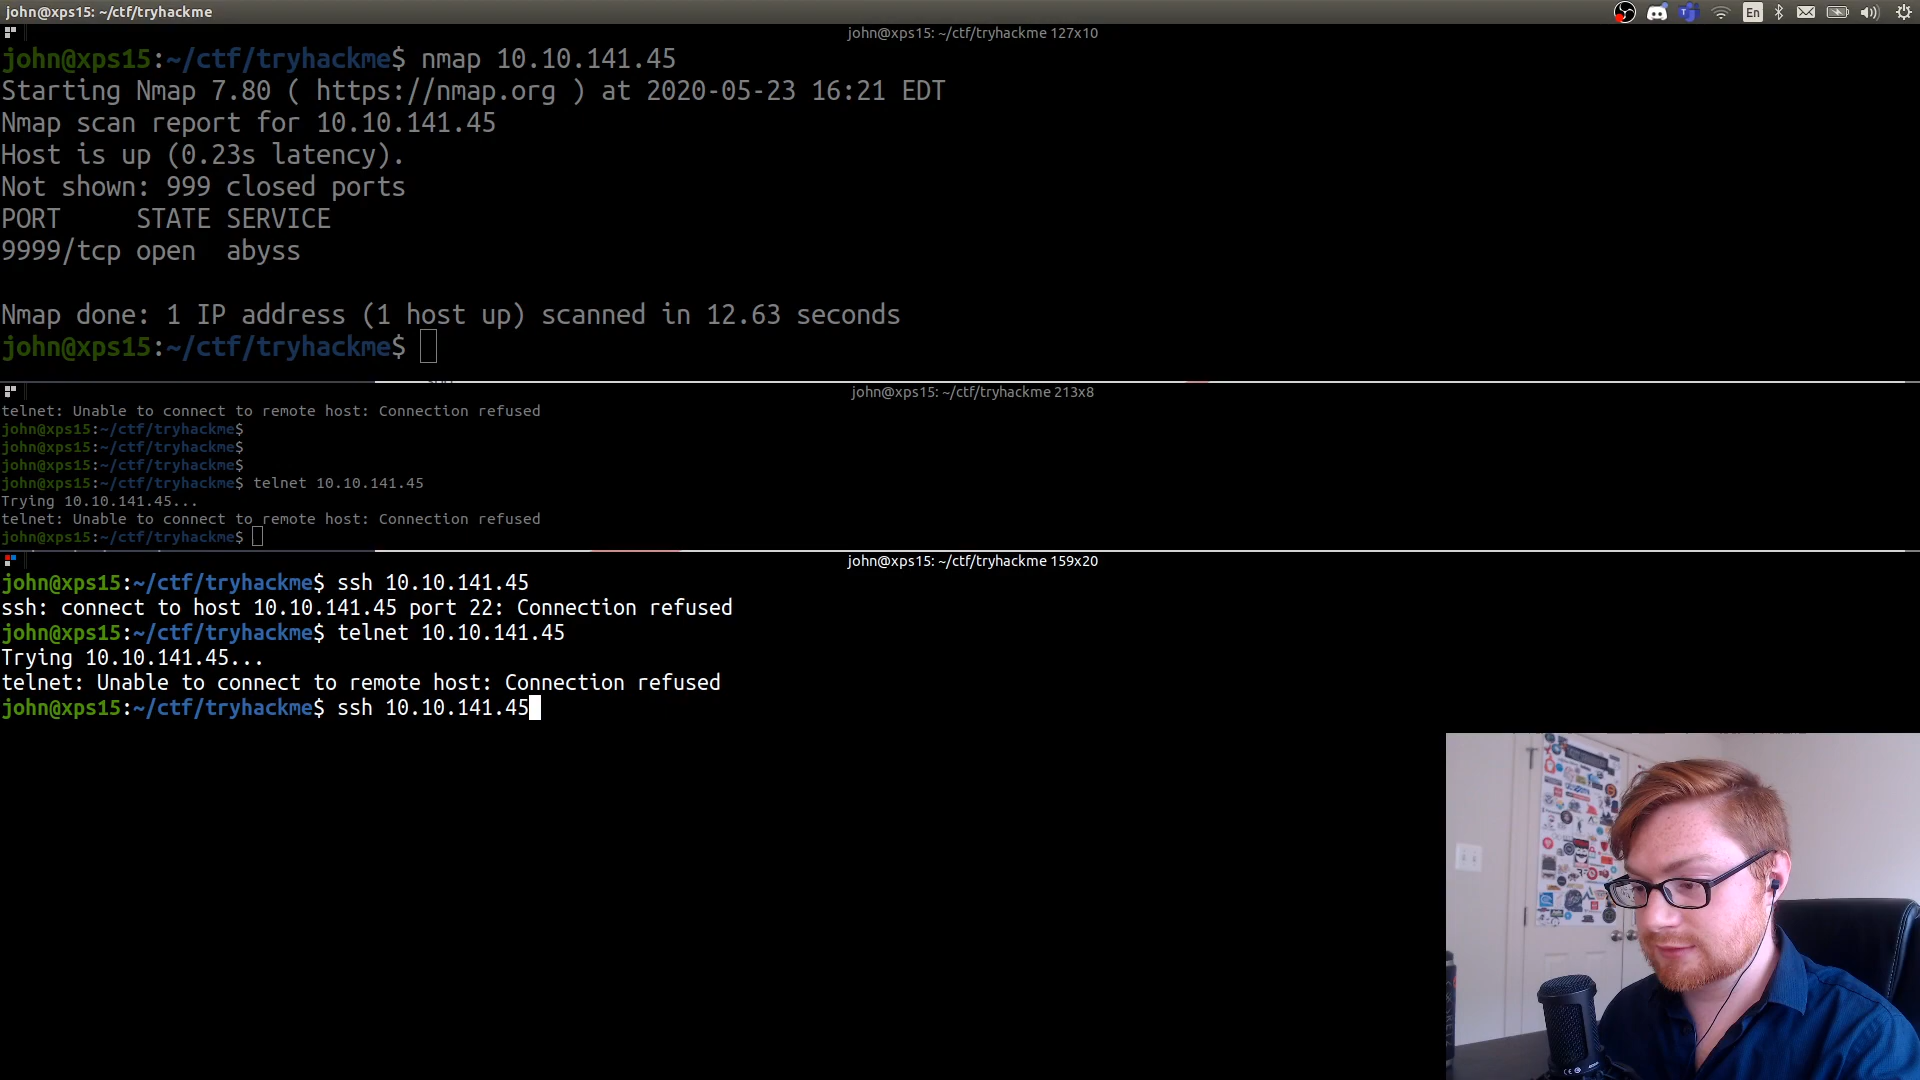 john@xps15: ~/ctf/tryhackme
En
john@xps15: ~/ctf/tryhackme 127x10
john@xps15:~/ctf/tryhackme$ nmap 10.10.141.45
Starting Nmap 7.80 ( https://nmap.org ) at 2020-05-23 16:21 EDT
Nmap scan report for 10.10.141.45
Host is up (0.23s latency).
Not shown: 999 closed ports
PORT     STATE SERVICE
9999/tcp open  abyss
Nmap done: 1 IP address (1 host up) scanned in 12.63 seconds
john@xps15:~/ctf/tryhackme$
john@xps15: ~/ctf/tryhackme 213x8
telnet: Unable to connect to remote host: Connection refused
john@xps15:~/ctf/tryhackme$
john@xps15:~/ctf/tryhackme$
john@xps15:~/ctf/tryhackme$
john@xps15:~/ctf/tryhackme$ telnet 10.10.141.45
Trying 10.10.141.45...
telnet: Unable to connect to remote host: Connection refused
john@xps15:~/ctf/tryhackme$
john@xps15: ~/ctf/tryhackme 159x20
john@xps15:~/ctf/tryhackme$ ssh 10.10.141.45
ssh: connect to host 10.10.141.45 port 22: Connection refused
john@xps15:~/ctf/tryhackme$ telnet 10.10.141.45
Trying 10.10.141.45...
telnet: Unable to connect to remote host: Connection refused
john@xps15:~/ctf/tryhackme$ ssh 10.10.141.45